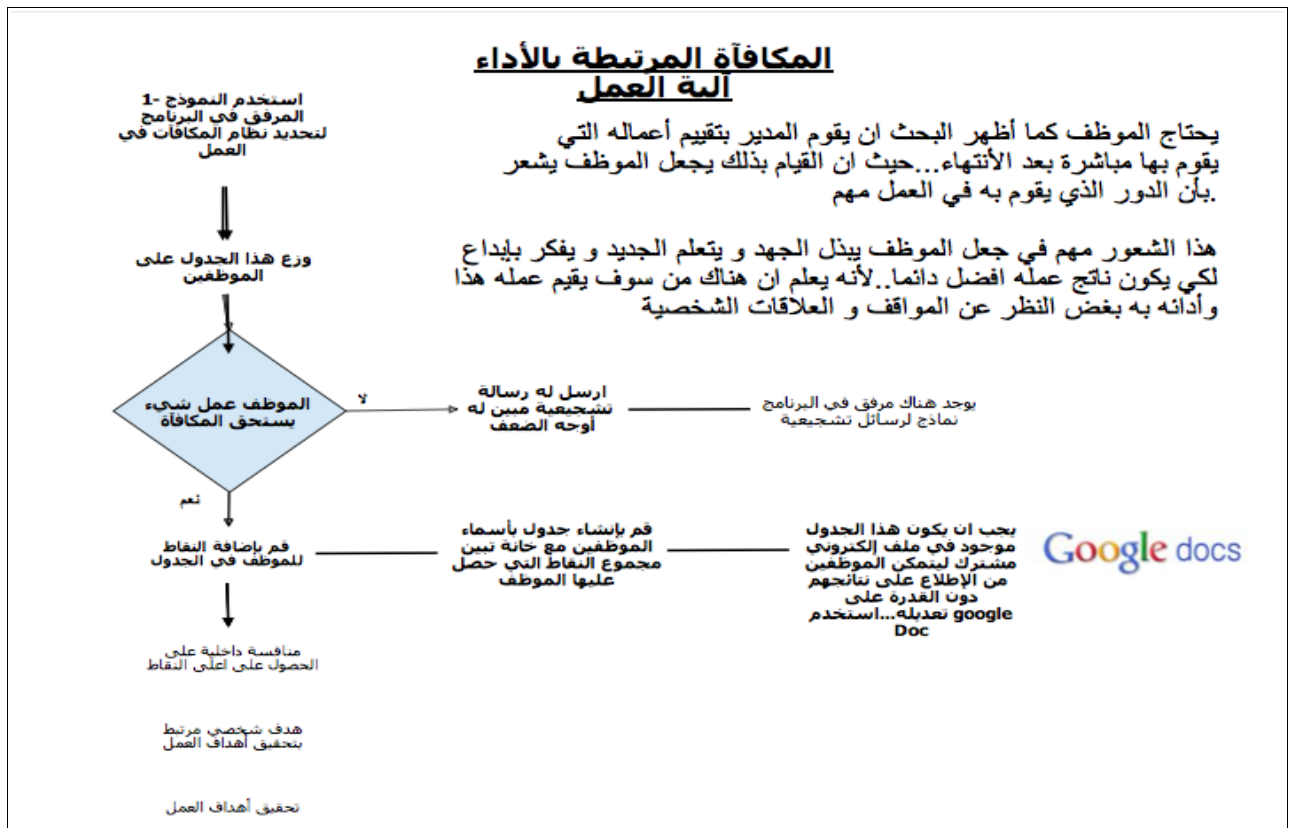 المكافآة المرتبطة بالأداء
آلية العمل
1- استخدم النموذج
المرفق في البرنامج
لتحديد نظام المكافآت في
العمل
يحتاج الموظف كما أظهر البحث ان يقوم المدير بتقييم أعماله التي
يقوم بها مباشرة بعد الأنتهاء...حيث ان القيام بذلك يجعل الموظف يشعر
بأن الدور الذي يقوم به في العمل مهم.
هذا الشعور مهم في جعل الموظف يبذل الجهد و يتعلم الجديد و يفكر بإبداع
لكي يكون ناتج عمله افضل دائما..لأنه يعلم ان هناك من سوف يقيم عمله هذا
وأدائه به بغض النظر عن المواقف و العلاقات الشخصية
وزع هذا الجدول على
الموظفين
الموظف عمل شيء
يستحق المكافآة
لا
ارسل له رسالة
تشجيعية مبين له
أوجه الضعف
يوجد هناك مرفق في البرنامج
نماذج لرسائل تشجيعية
نعم
قم بإضافة النقاط
للموظف في الجدول
قم بإنشاء جدول بأسماء
الموظفين مع خانة تبين
مجموع النقاط التي حصل
عليها الموظف
يجب ان يكون هذا الجدول
موجود في ملف إلكتروني
مشترك ليتمكن الموظفين
من الإطلاع على نتائجهم
دون القدرة على
تعديله...استخدم google
Doc
Google docs
منافسة داخلية على
الحصول على اعلى النقاط
هدف شخصي مرتبط
بتحقيق أهداف العمل
تحقيق أهداف العمل